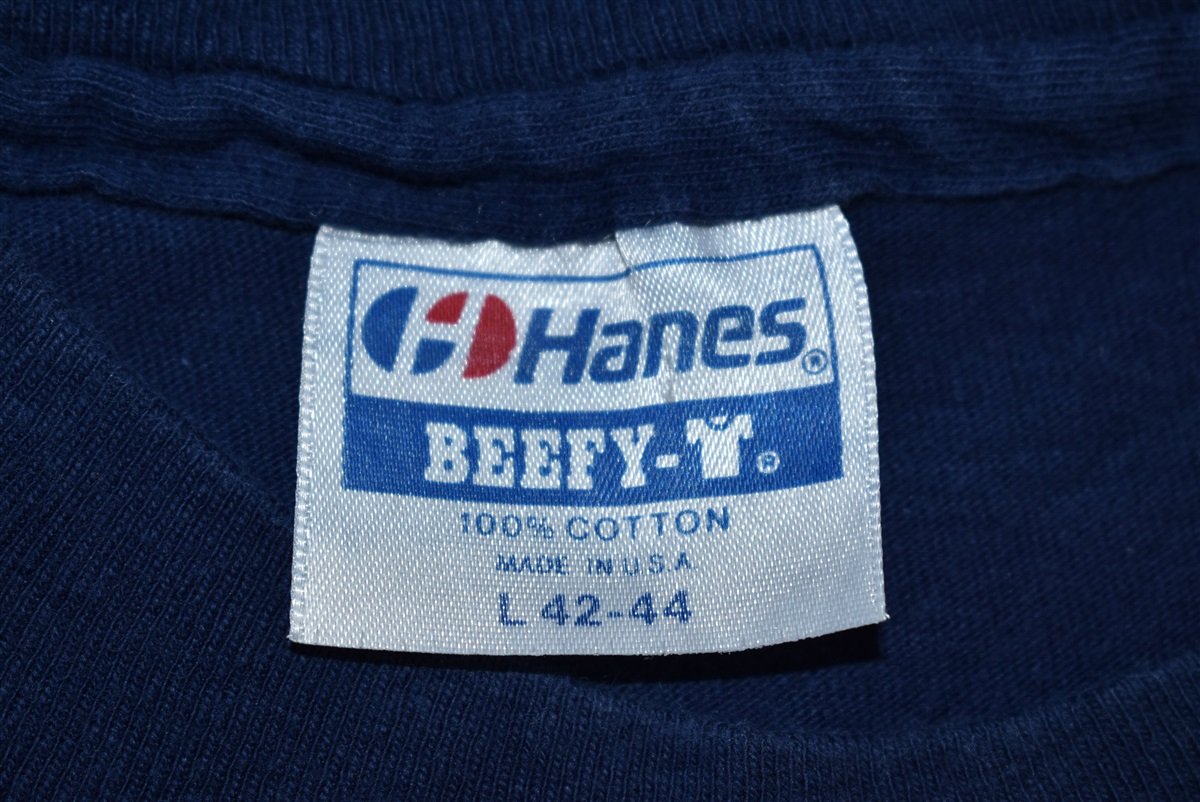 Hanes®
BEEFY-T®
100% COTTON
MADE IN U.S.A
L 42-44